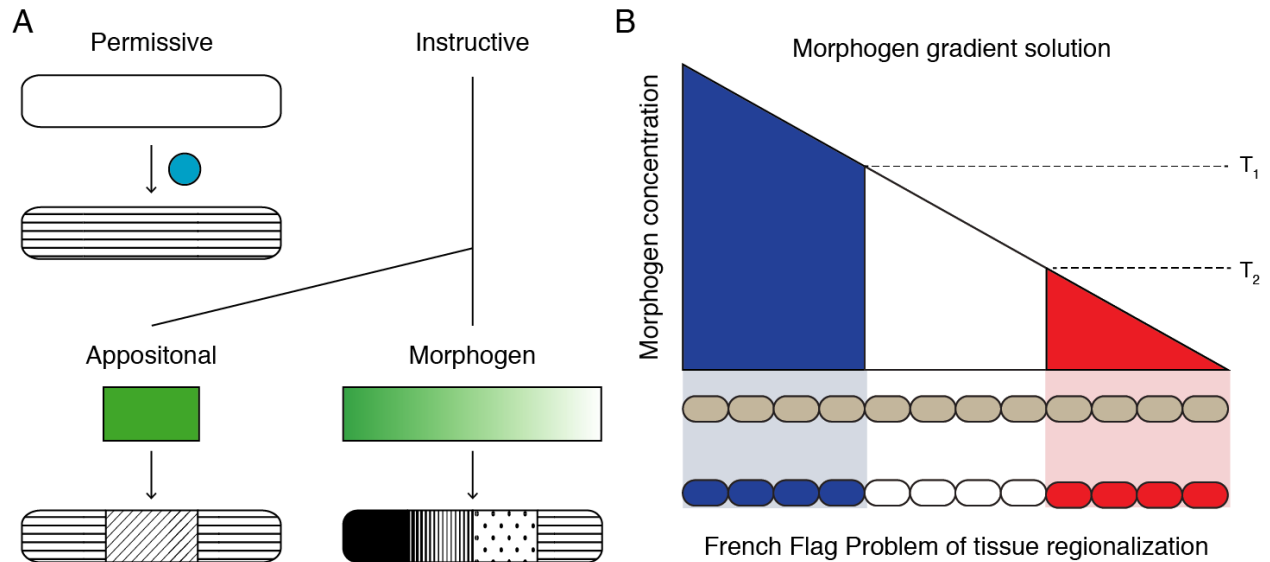 A
Permissive
Instructive
Appositonal
Morphogen
B
Morphogen gradient solution
Morphogen concentration
T1
T2
French Flag Problem of tissue regionalization